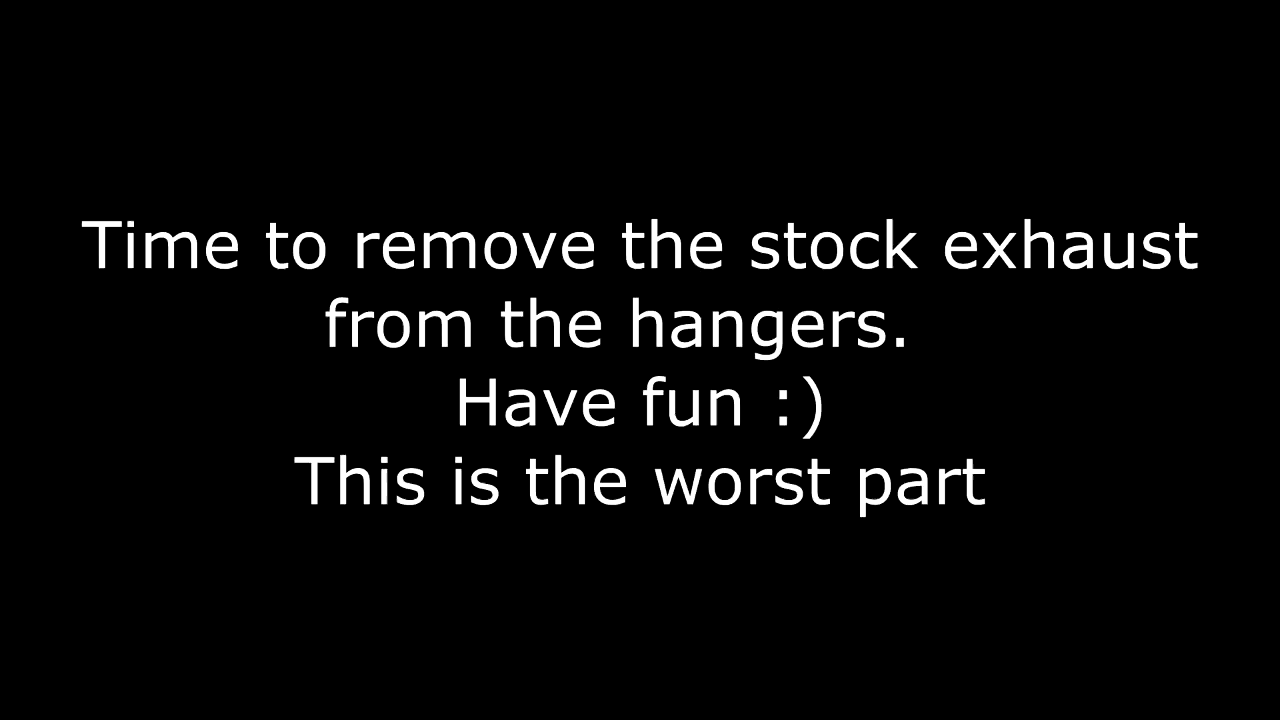 Time to remove the stock exhaust
from the hangers.
Have fun :)
This is the worst part